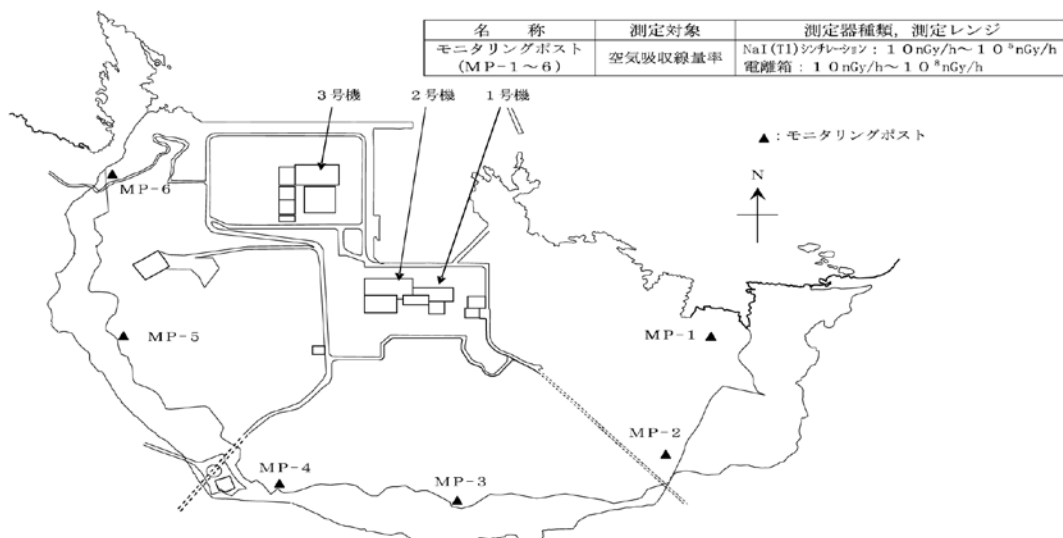 名 称 測定対象 測定器種類,測定レンジ
モニタリングポスト
(MP-1~6)
空気吸収線量率
NaI(Tl)シンチレーション:10nGy/h~10⁵nGy/h
電離箱:10nGy/h~10⁸nGy/h
3号機 2号機 1号機
▲:モニタリングポスト
MP-6
N
MP-5
MP-1
MP-2
MP-4
MP-3